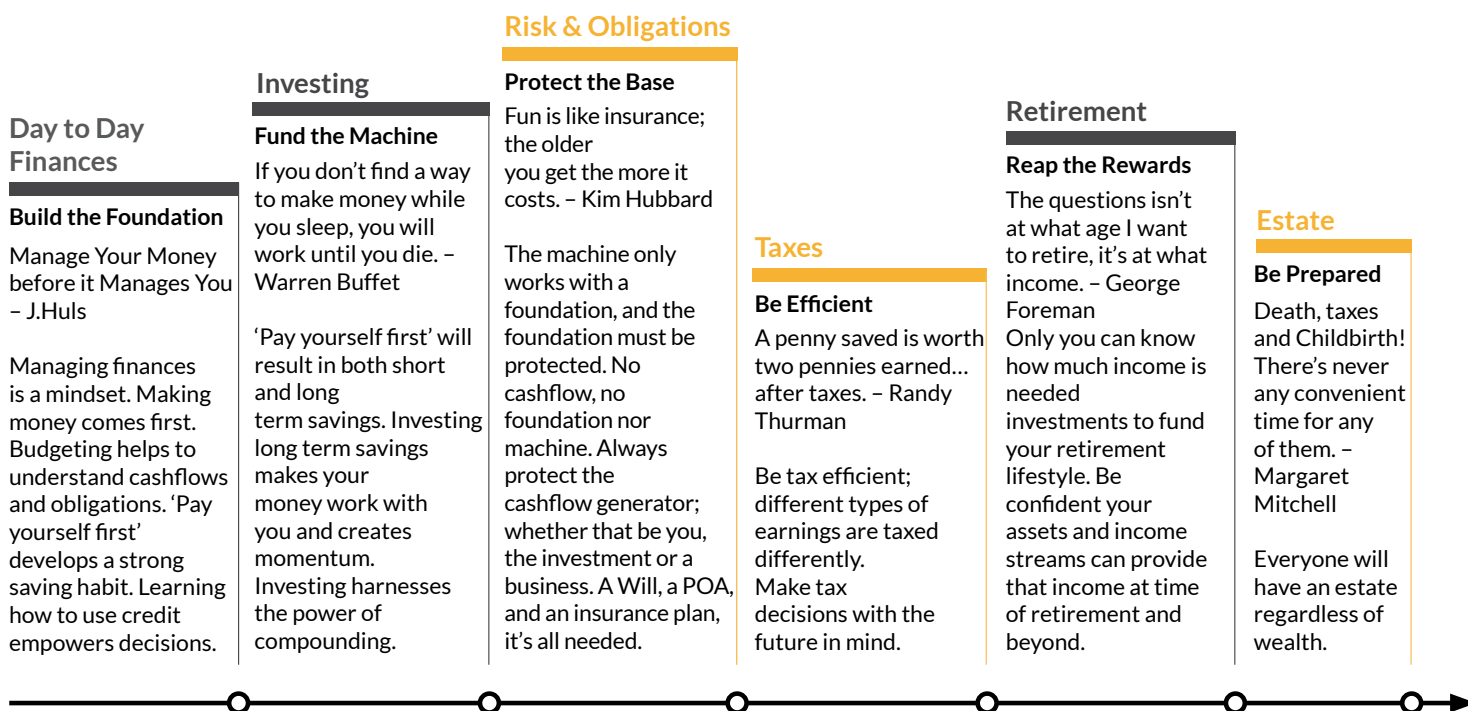 Day to Day
Finances
Build the Foundation
Manage Your Money
before it Manages You
– J.Huls
Managing finances
is a mindset. Making
money comes first.
Budgeting helps to
understand cashflows
and obligations. ‘Pay
yourself first’
develops a strong
saving habit. Learning
how to use credit
empowers decisions.
Investing
Fund the Machine
If you don’t find a way
to make money while
you sleep, you will
work until you die. –
Warren Buffet
‘Pay yourself first’ will
result in both short
and long
term savings. Investing
long term savings
makes your
money work with
you and creates
momentum.
Investing harnesses
the power of
compounding.
Risk & Obligations
Protect the Base
Fun is like insurance;
the older
you get the more it
costs. – Kim Hubbard
The machine only
works with a
foundation, and the
foundation must be
protected. No
cashflow, no
foundation nor
machine. Always
protect the
cashflow generator;
whether that be you,
the investment or a
business. A Will, a POA,
and an insurance plan,
it’s all needed.
Taxes
Be Efficient
A penny saved is worth
two pennies earned…
after taxes. – Randy
Thurman
Be tax efficient;
different types of
earnings are taxed
differently.
Make tax
decisions with the
future in mind.
Retirement
Reap the Rewards
The questions isn’t
at what age I want
to retire, it’s at what
income. – George
Foreman
Only you can know
how much income is
needed
investments to fund
your retirement
lifestyle. Be
confident your
assets and income
streams can provide
that income at time
of retirement and
beyond.
Estate
Be Prepared
Death, taxes
and Childbirth!
There’s never
any convenient
time for any
of them. –
Margaret
Mitchell
Everyone will
have an estate
regardless of
wealth.